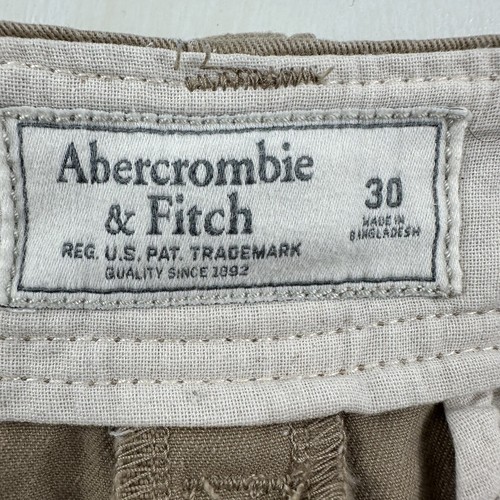 Abercrombie
& Fitch
REG. U.S. PAT. TRADEMARK
QUALITY SINCE 1892
30
MADE IN
BANGLADESH